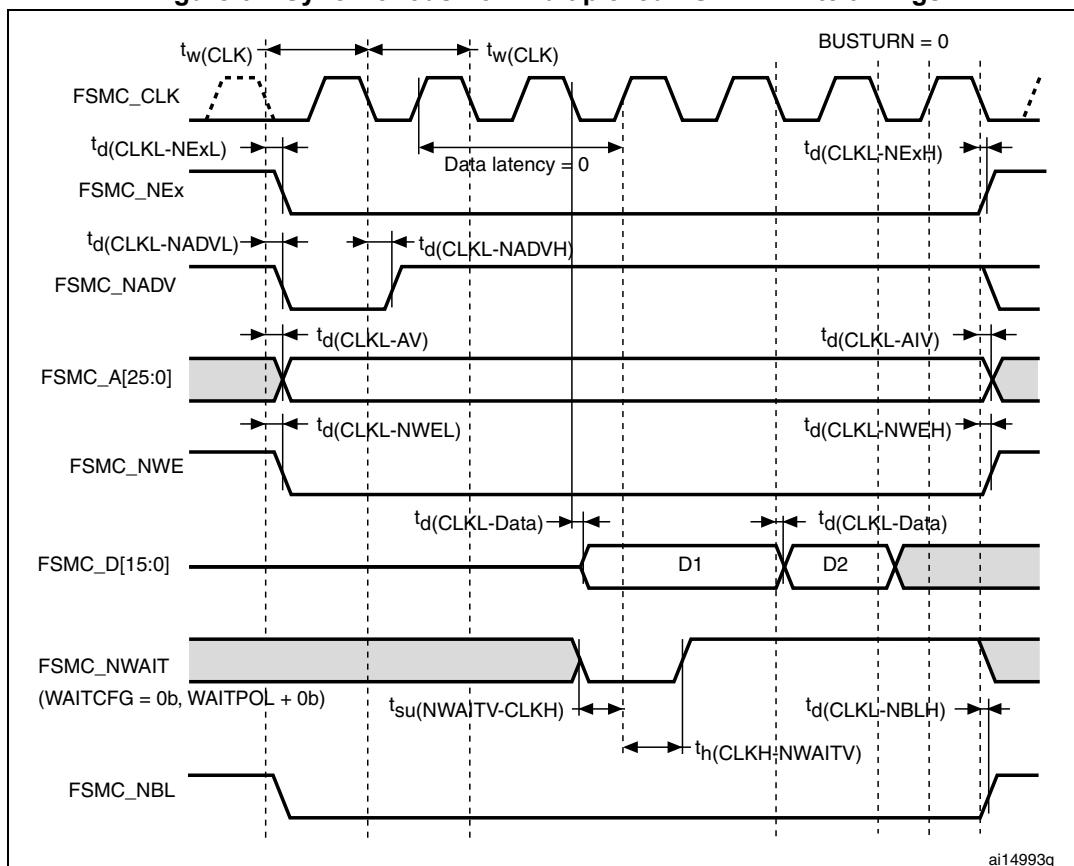 BUSTURN = 0
tw(CLK) tw(CLK)
FSMC_CLK
td(CLKL-NExL) Data latency = 0 td(CLKL-NExH)
FSMC_NEx
td(CLKL-NADVL) td(CLKL-NADVH)
FSMC_NADV
td(CLKL-AV) td(CLKL-AIV)
FSMC_A[25:0]
td(CLKL-NWEL) td(CLKL-NWEH)
FSMC_NWE
td(CLKL-Data) td(CLKL-Data)
FSMC_D[15:0] D1 D2
FSMC_NWAIT
(WAITCFG = 0b, WAITPOL + 0b)
tsu(NWAITV-CLKH) td(CLKL-NBLH)
th(CLKH-NWAITV)
FSMC_NBL
ai14993g